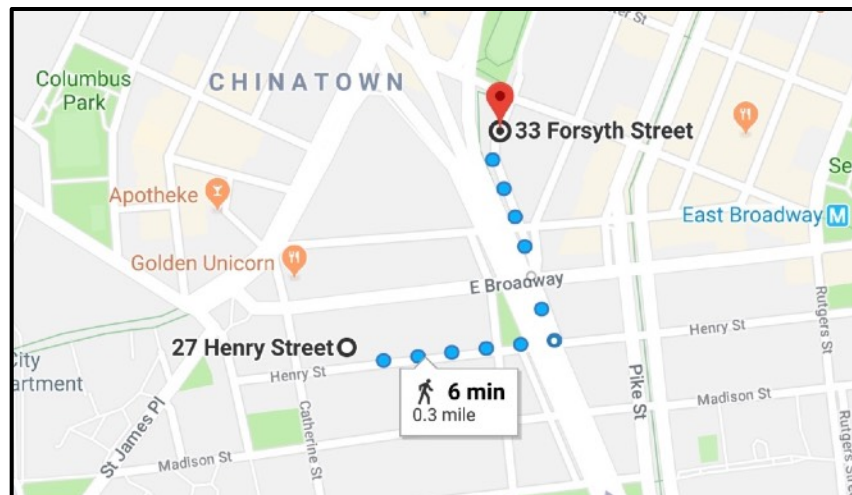 Columbus
Park
CHINATOWN
33 Forsyth Street
Apotheke
East Broadway M
Se
Golden Unicorn
E Broadway
27 Henry Street
Henry St
Rutgers St
City
artment
Henry St
6 min
0.3 mile
Pike St
Madison St
St James Pl
Catherine St
Madison St
Rutgers St